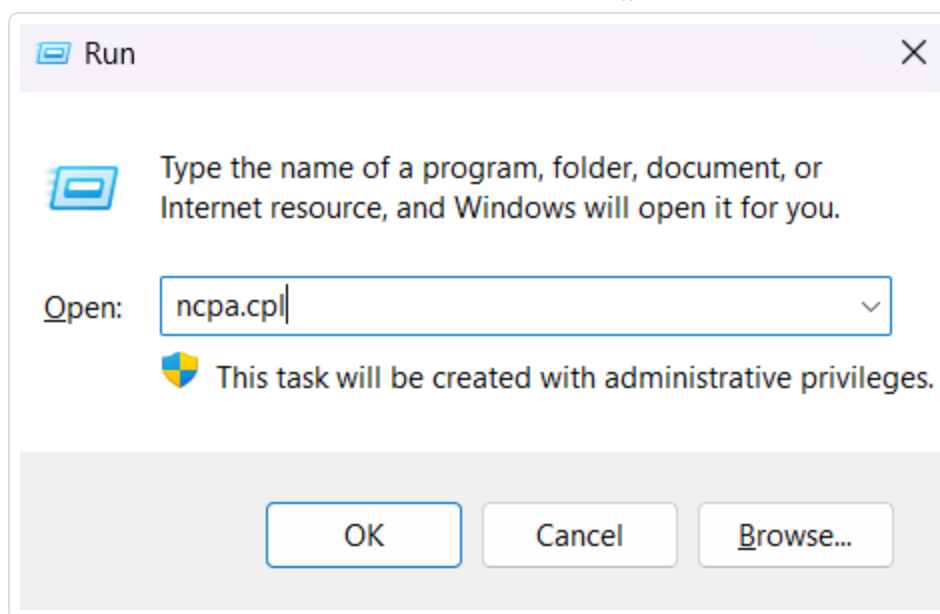 Run
Type the name of a program, folder, document, or
Internet resource, and Windows will open it for you.
Open: ncpa.cpl
This task will be created with administrative privileges.
OK Cancel Browse...